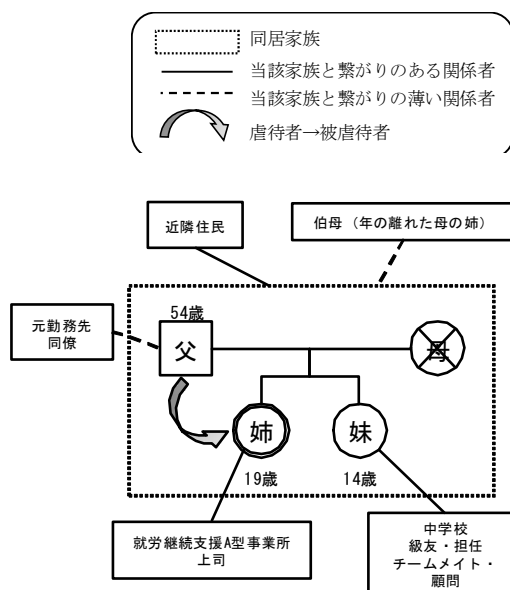 同居家族
当該家族と繋がりのある関係者
当該家族と繋がりの薄い関係者
虐待者→被虐待者
近隣住民
伯母（年の離れた母の姉）
元勤務先
同僚
54歳
父
母
姉
妹
19歳
14歳
就労継続支援A型事業所
上司
中学校
級友・担任
チームメイト・
顧問